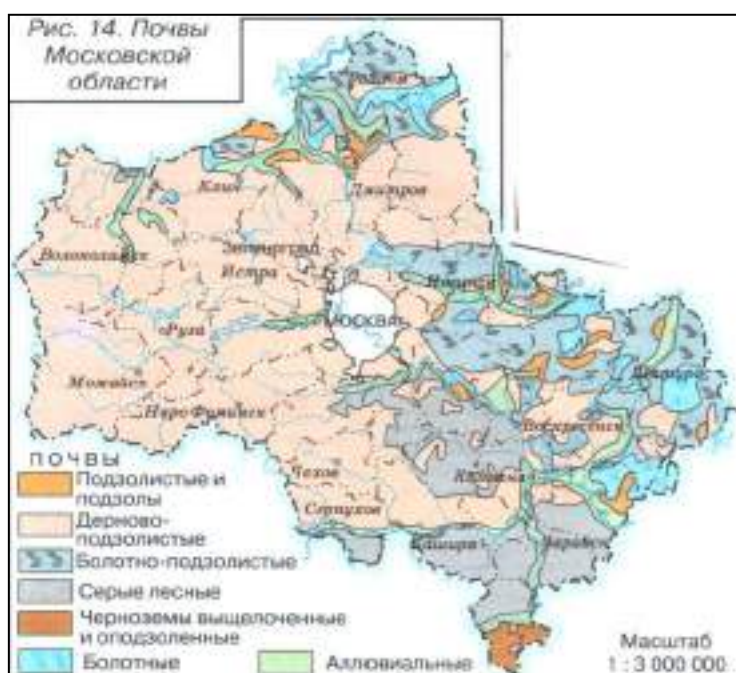 Рис. 14. Почвы
Московской
области
Клин
Дмитров
Волоколамск
Истра
МОСКВА
Руза
Можайск
Наро-Фоминск
Воскресенск
Чехов
Серпухов
Кашира
ПОЧВЫ
Подзолистые и
подзолы
Дерново-
подзолистые
Болотно-подзолистые
Серые лесные
Черноземы выщелоченные
и оподзоленные
Болотные
Аллювиальные
Масштаб
1 : 3 000 000